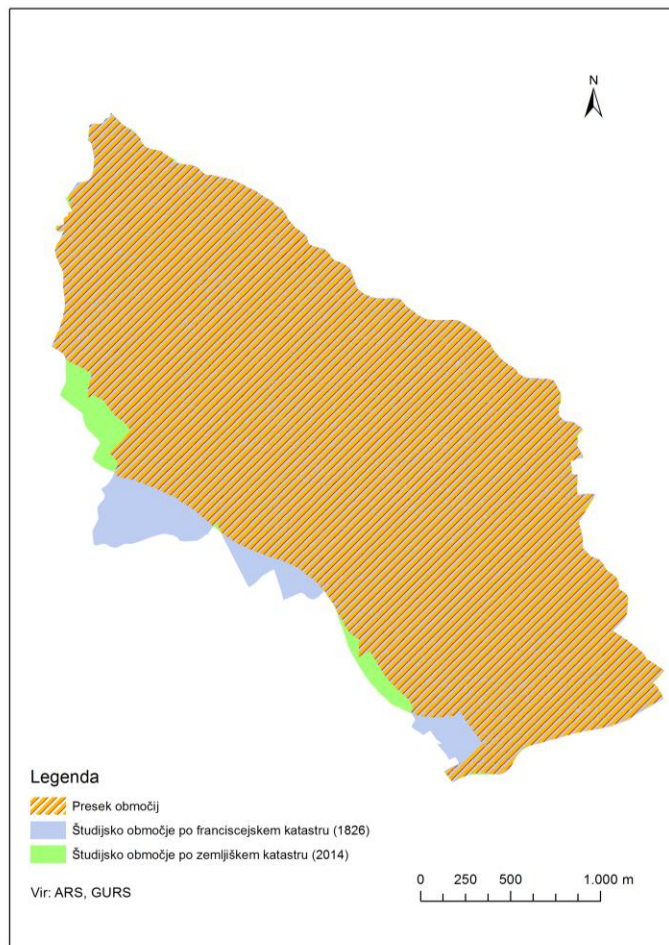 N
Legenda
Presek območij
Študijsko območje po franciscejskem katastru (1826)
Študijsko območje po zemljiškem katastru (2014)
Vir: ARS, GURS
0 250 500 1.000 m